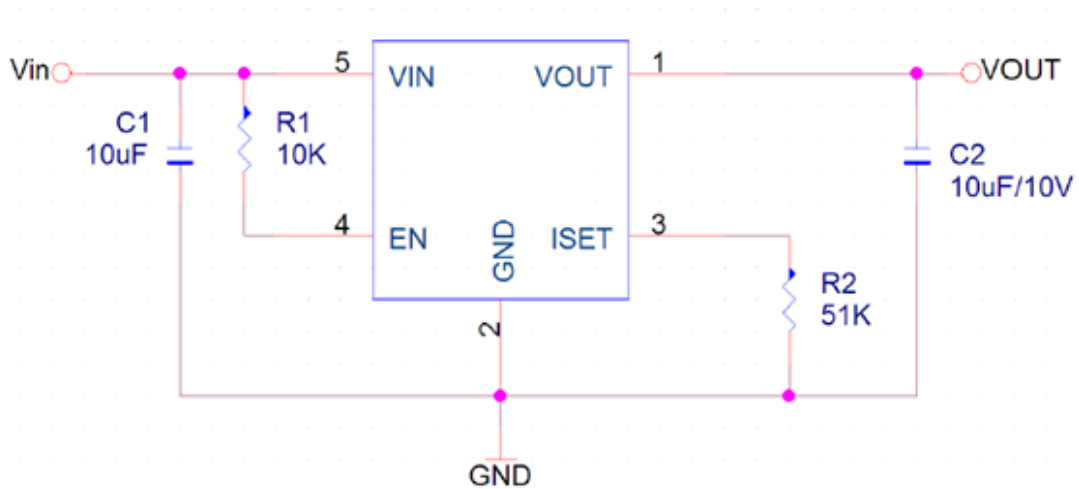 Vin
5
VIN
VOUT
1
VOUT
C1
10uF
R1
10K
C2
10uF/10V
4
EN
GND
ISET
3
R2
51K
2
GND